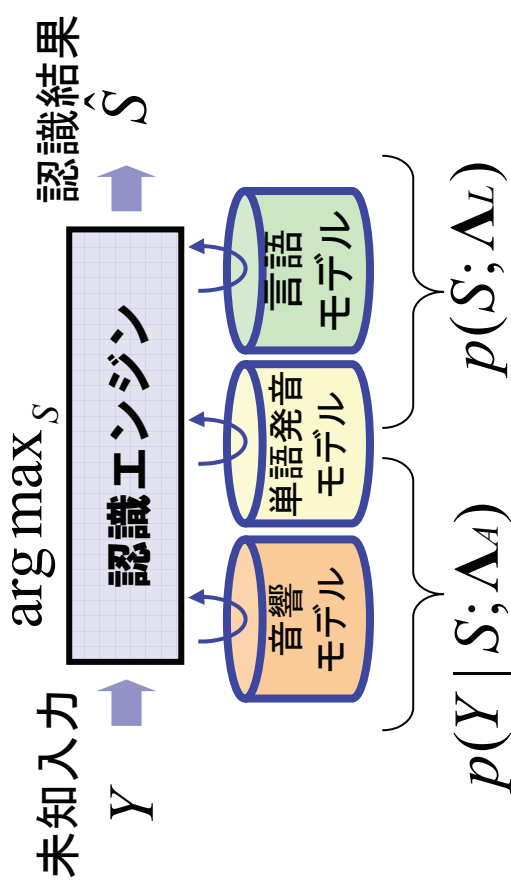 arg max_S
未知入力
Y
認識エンジン
認識結果
Ŝ
音響
モデル
単語発音
モデル
言語
モデル
p(Y | S; Λ_A)
p(S; Λ_L)